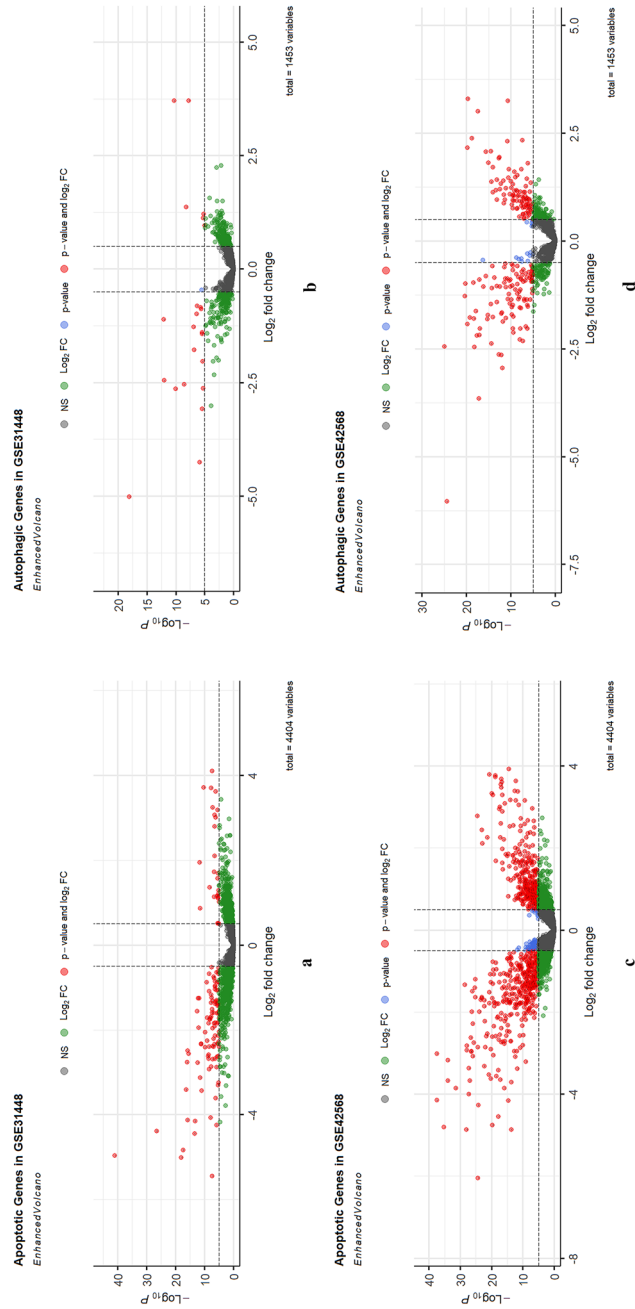 Apoptotic Genes in GSE31448
EnhancedVolcano
NS Log₂ FC p-value p – value and log₂ FC
–Log₁₀ P
40
30
20
10
0
-4 0 4
Log₂ fold change
total = 4404 variables
a
Autophagic Genes in GSE31448
EnhancedVolcano
NS Log₂ FC p-value p – value and log₂ FC
–Log₁₀ P
20
15
10
5
0
-5.0 -2.5 0.0 2.5 5.0
Log₂ fold change
total = 1453 variables
b
Apoptotic Genes in GSE42568
EnhancedVolcano
NS Log₂ FC p-value p – value and log₂ FC
–Log₁₀ P
40
30
20
10
0
-8 -4 0 4
Log₂ fold change
total = 4404 variables
c
Autophagic Genes in GSE42568
EnhancedVolcano
NS Log₂ FC p-value p – value and log₂ FC
–Log₁₀ P
30
20
10
0
-7.5 -5.0 -2.5 0.0 2.5 5.0
Log₂ fold change
total = 1453 variables
d